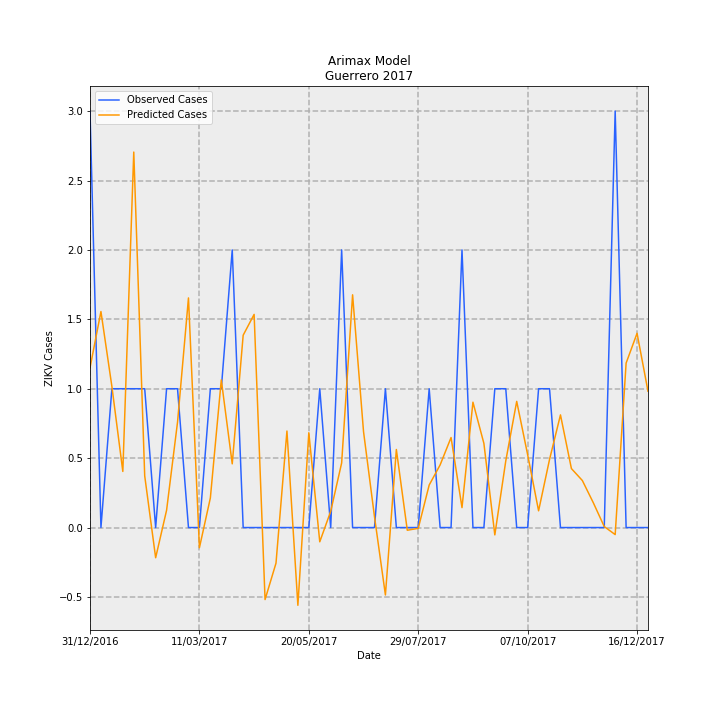 Arimax Model
Guerrero 2017
Observed Cases
Predicted Cases
3.0
2.5
2.0
1.5
1.0
0.5
0.0
−0.5
ZIKV Cases
31/12/2016 11/03/2017 20/05/2017 29/07/2017 07/10/2017 16/12/2017
Date